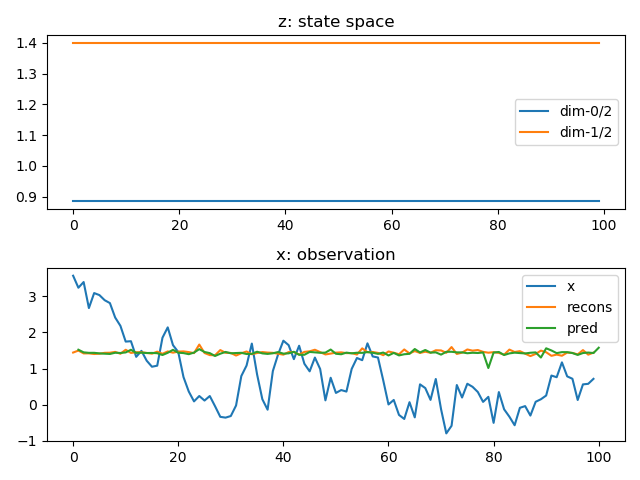 z: state space
1.4
1.3
1.2
1.1
1.0
0.9
dim-0/2
dim-1/2
0 20 40 60 80 100
x: observation
3
2
1
0
−1
x
recons
pred
0 20 40 60 80 100